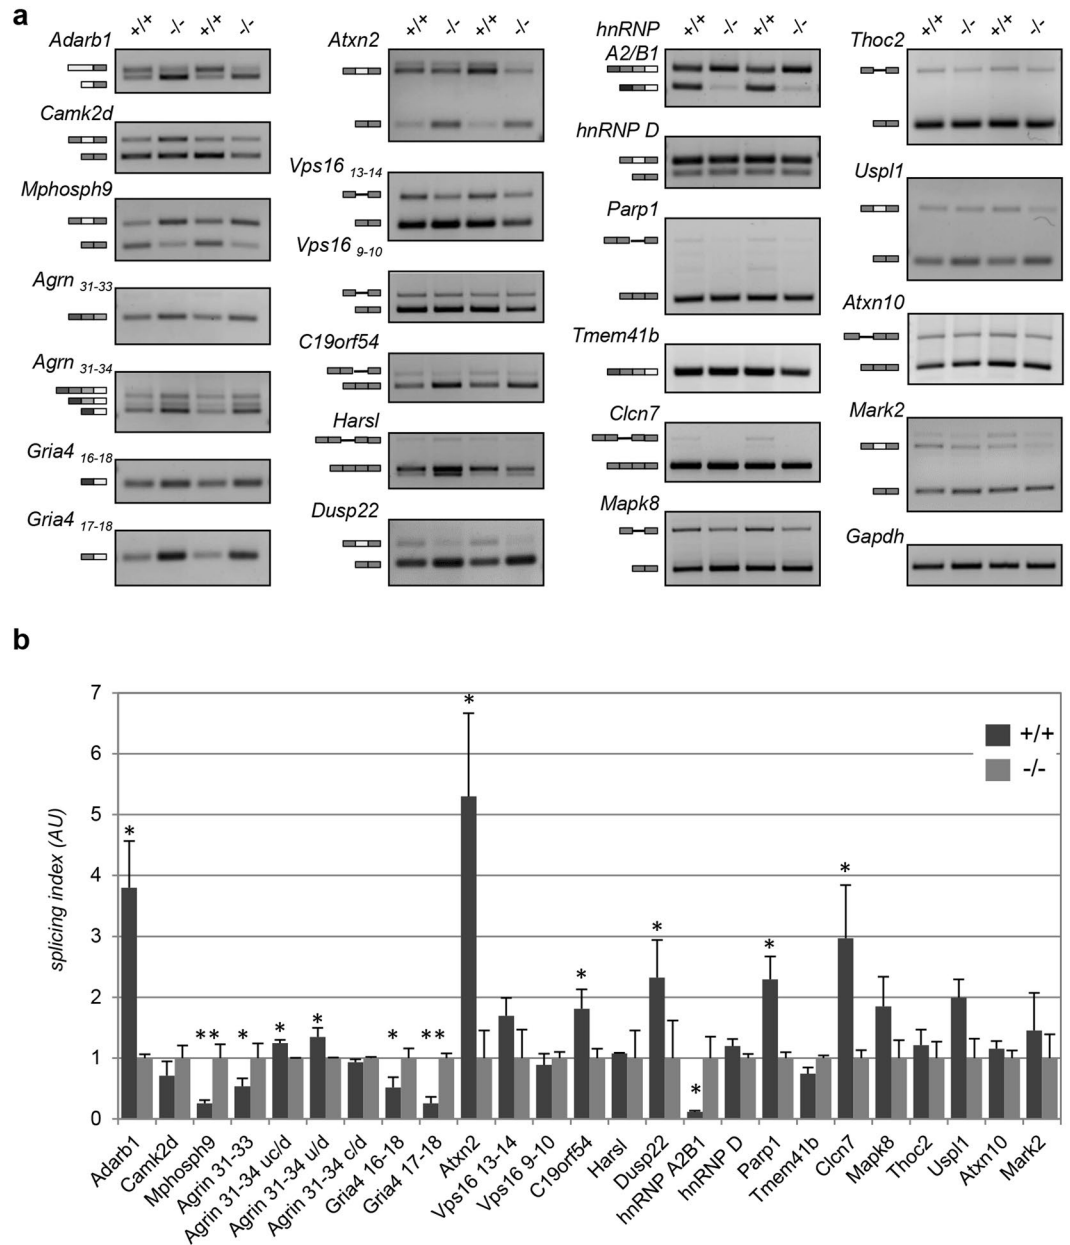 a
+/+ -/- +/+ -/-
Adarb1
Camk2d
Mphosph9
Agrn 31-33
Agrn 31-34
Gria4 16-18
Gria4 17-18
+/+ -/- +/+ -/-
Atxn2
Vps16 13-14
Vps16 9-10
C19orf54
Harsl
Dusp22
+/+ -/- +/+ -/-
hnRNP
A2/B1
hnRNP D
Parp1
Tmem41b
Clcn7
Mapk8
+/+ -/- +/+ -/-
Thoc2
Uspl1
Atxn10
Mark2
Gapdh
b
splicing index (AU)
7
6
5
4
3
2
1
0
+/+
-/-
* ** * * * * ** * * * * * *
Adarb1
Camk2d
Mphosph9
Agrin 31-33
Agrin 31-34 uc/d
Agrin 31-34 u/d
Agrin 31-34 c/d
Gria4 16-18
Gria4 17-18
Atxn2
Vps16 13-14
Vps16 9-10
C19orf54
Harsl
Dusp22
hnRNP A2B1
hnRNP D
Parp1
Tmem41b
Clcn7
Mapk8
Thoc2
Uspl1
Atxn10
Mark2